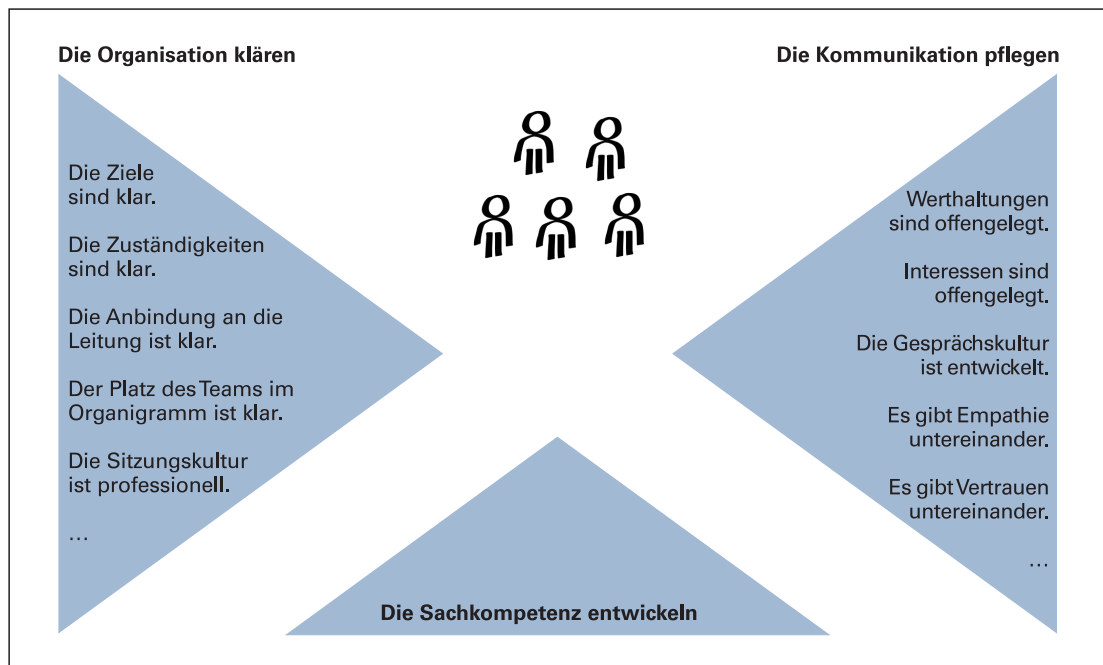 Die Organisation klären
Die Kommunikation pflegen
Die Ziele
sind klar.
Die Zuständigkeiten
sind klar.
Die Anbindung an die
Leitung ist klar.
Der Platz des Teams im
Organigramm ist klar.
Die Sitzungskultur
ist professionell.
…
Werthaltungen
sind offengelegt.
Interessen sind
offengelegt.
Die Gesprächskultur
ist entwickelt.
Es gibt Empathie
untereinander.
Es gibt Vertrauen
untereinander.
…
Die Sachkompetenz entwickeln